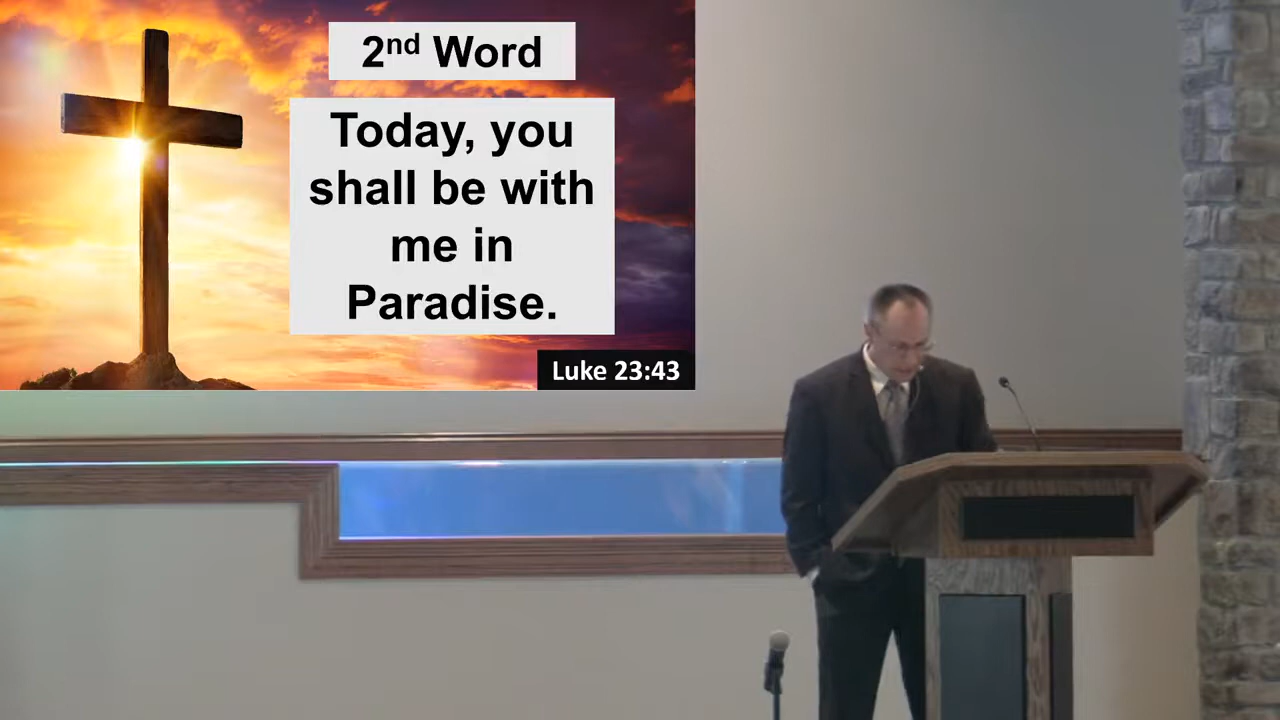 2nd Word
Today, you
shall be with
me in
Paradise.
Luke 23:43